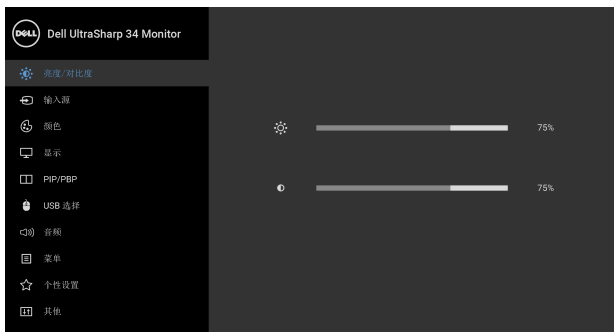 DELL
Dell UltraSharp 34 Monitor
亮度/对比度
输入源
颜色
显示
PIP/PBP
USB 选择
音频
菜单
个性设置
其他
75%
75%